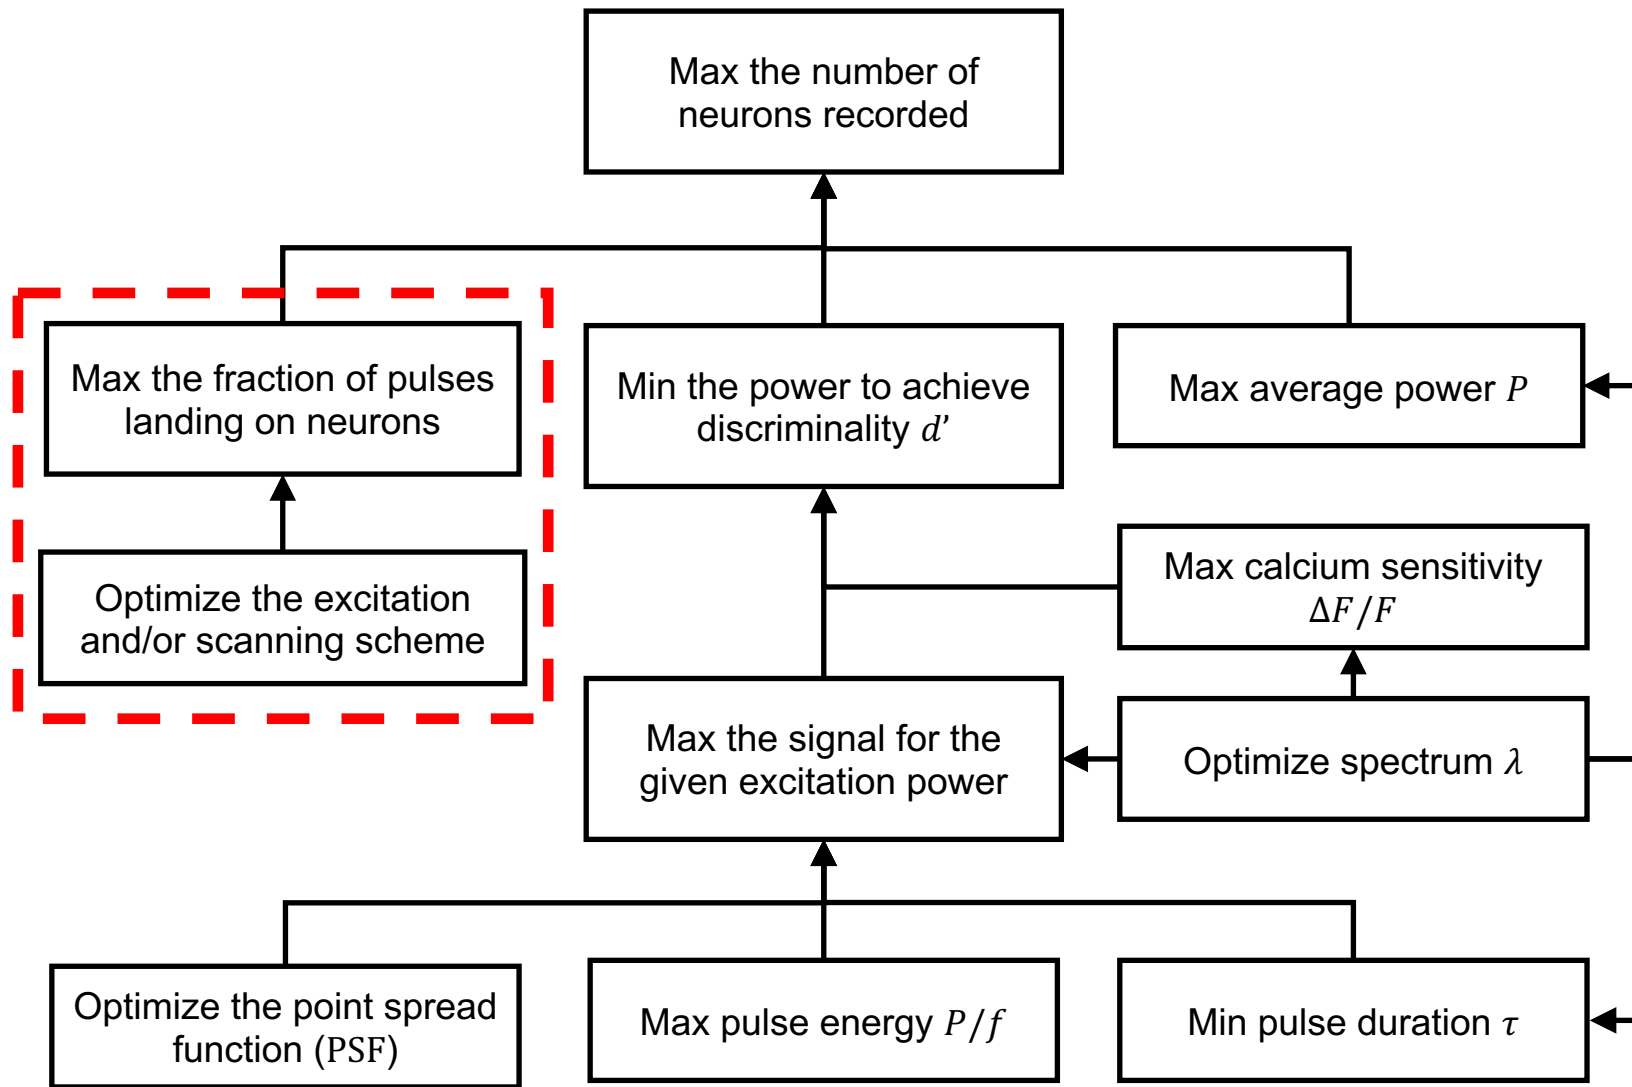 Max the number of
neurons recorded
Max the fraction of pulses
landing on neurons
Min the power to achieve
discriminality d’
Max average power P
Optimize the excitation
and/or scanning scheme
Max calcium sensitivity
ΔF/F
Max the signal for the
given excitation power
Optimize spectrum λ
Optimize the point spread
function (PSF)
Max pulse energy P/f
Min pulse duration τ